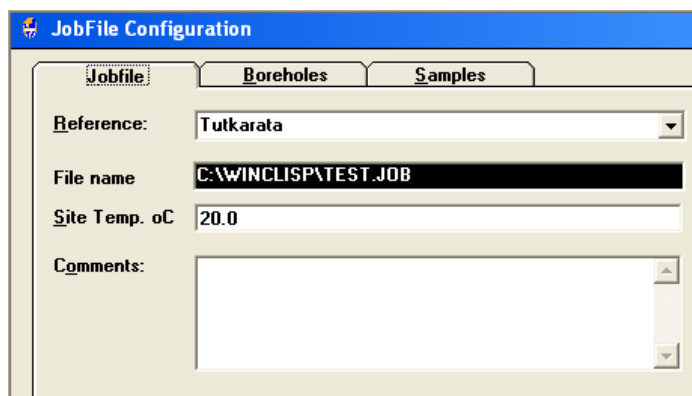 JobFile Configuration
Jobfile Boreholes Samples
Reference: Tutkarata
File name C:\WINCLISP\TEST.JOB
Site Temp. oC 20.0
Comments: